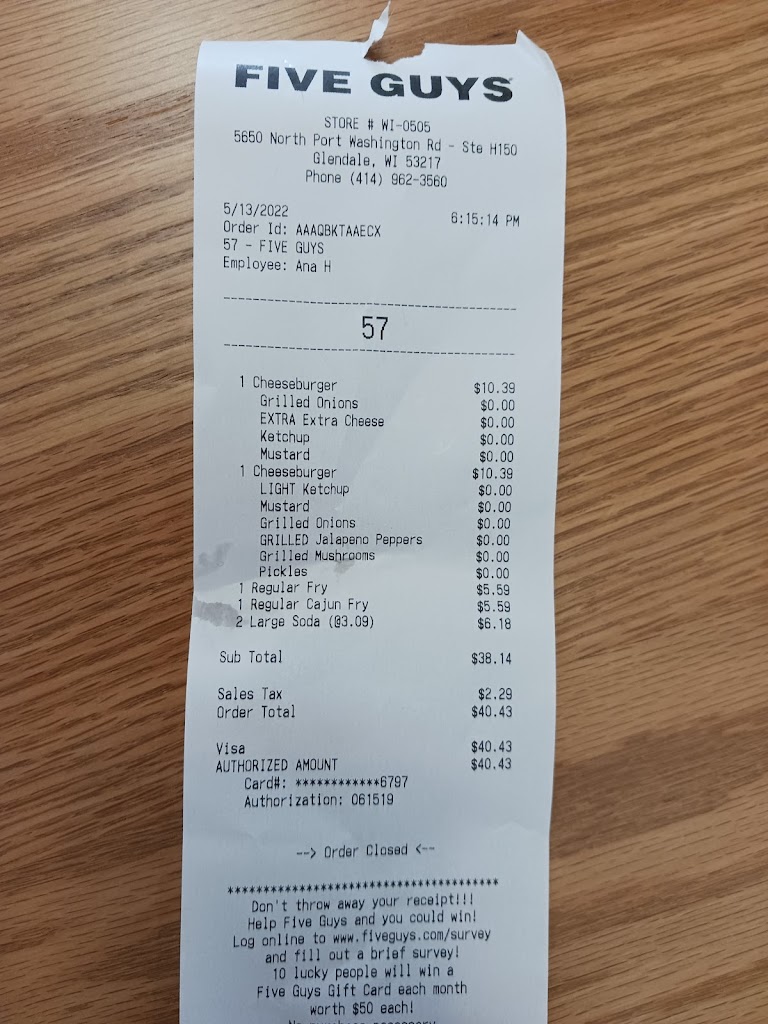 FIVE GUYS
STORE # WI-0505
5650 North Port Washington Rd - Ste H150
Glendale, WI 53217
Phone (414) 962-3560
5/13/2022 6:15:14 PM
Order Id: AAAQBKTAAECX
57 - FIVE GUYS
Employee: Ana H
57
1 Cheeseburger $10.39
Grilled Onions $0.00
EXTRA Extra Cheese $0.00
Ketchup $0.00
Mustard $0.00
1 Cheeseburger $10.39
LIGHT Ketchup $0.00
Mustard $0.00
Grilled Onions $0.00
GRILLED Jalapeno Peppers $0.00
Grilled Mushrooms $0.00
Pickles $0.00
1 Regular Fry $5.59
1 Regular Cajun Fry $5.59
2 Large Soda (@3.09) $6.18
Sub Total $38.14
Sales Tax $2.29
Order Total $40.43
Visa $40.43
AUTHORIZED AMOUNT $40.43
Card#: ************6797
Authorization: 061519
--> Order Closed <--
****************************************
Don't throw away your receipt!!!
Help Five Guys and you could win!
Log online to www.fiveguys.com/survey
and fill out a brief survey!
10 lucky people will win a
Five Guys Gift Card each month
worth $50 each!
No purchase necessary